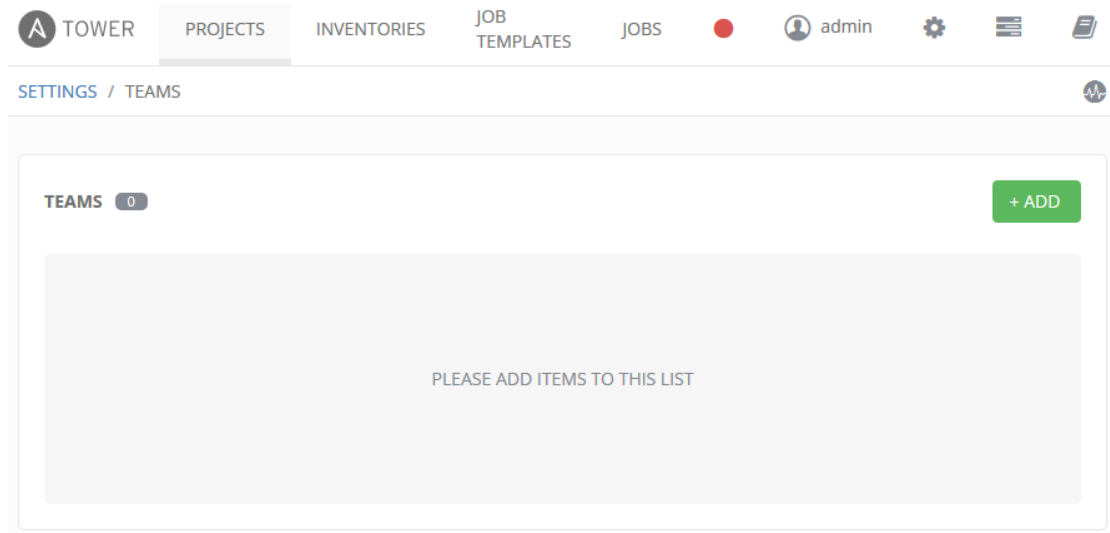 A TOWER PROJECTS INVENTORIES JOB TEMPLATES JOBS admin
SETTINGS / TEAMS
TEAMS 0 + ADD
PLEASE ADD ITEMS TO THIS LIST